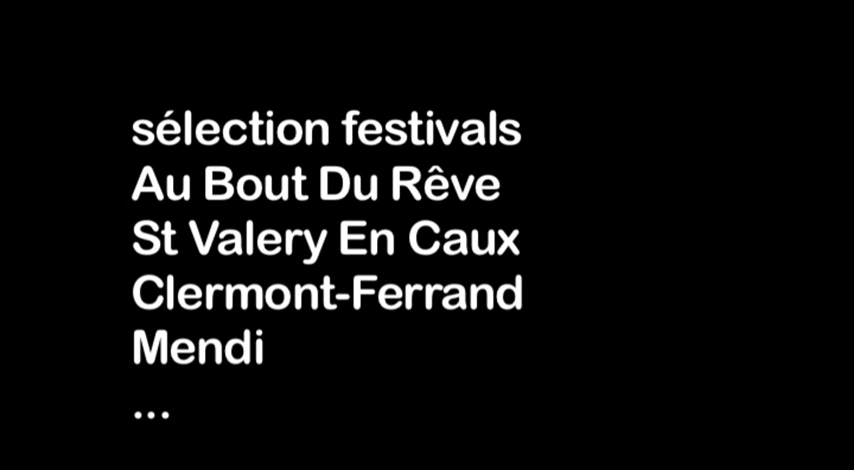 sélection festivals
Au Bout Du Rêve
St Valery En Caux
Clermont-Ferrand
Mendi
...